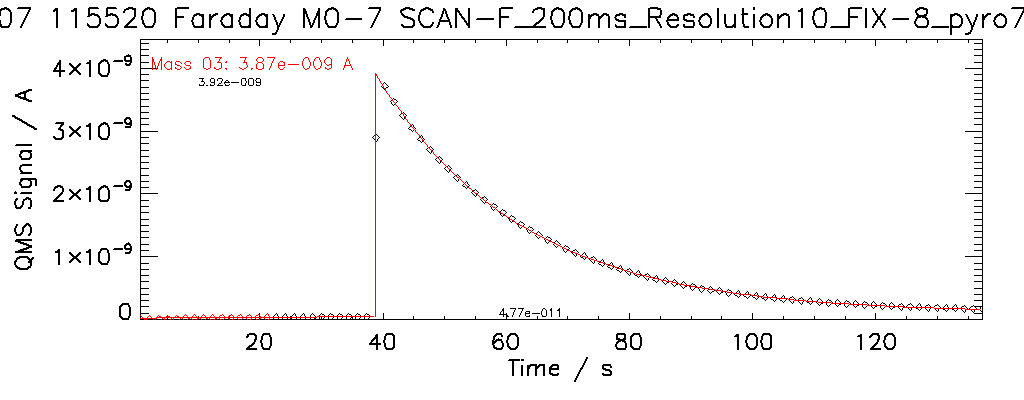 07 115520 Faraday M0-7 SCAN-F_200ms_Resolution10_FIX-8_pyro7
Mass 03: 3.87e-009 A
3.92e-009
4×10⁻⁹
3×10⁻⁹
2×10⁻⁹
1×10⁻⁹
0
QMS Signal / A
4.77e-011
20 40 60 80 100 120
Time / s